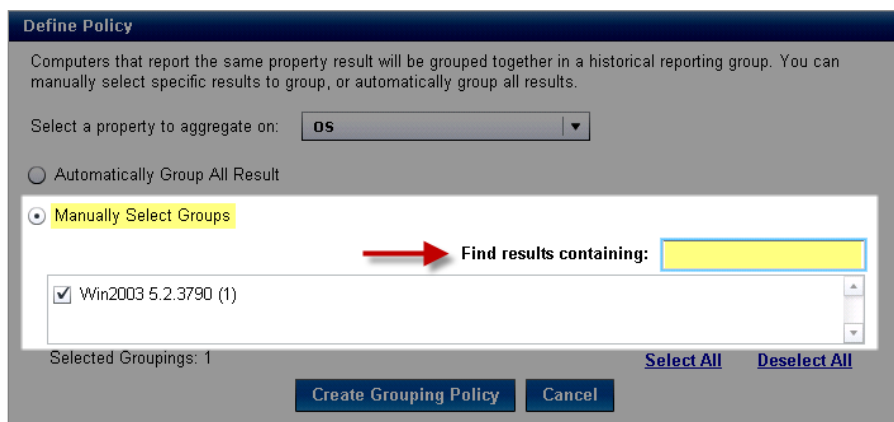 Define Policy
Computers that report the same property result will be grouped together in a historical reporting group. You can
manually select specific results to group, or automatically group all results.
Select a property to aggregate on: OS
Automatically Group All Result
Manually Select Groups
Find results containing:
Win2003 5.2.3790 (1)
Selected Groupings: 1 Select All Deselect All
Create Grouping Policy Cancel